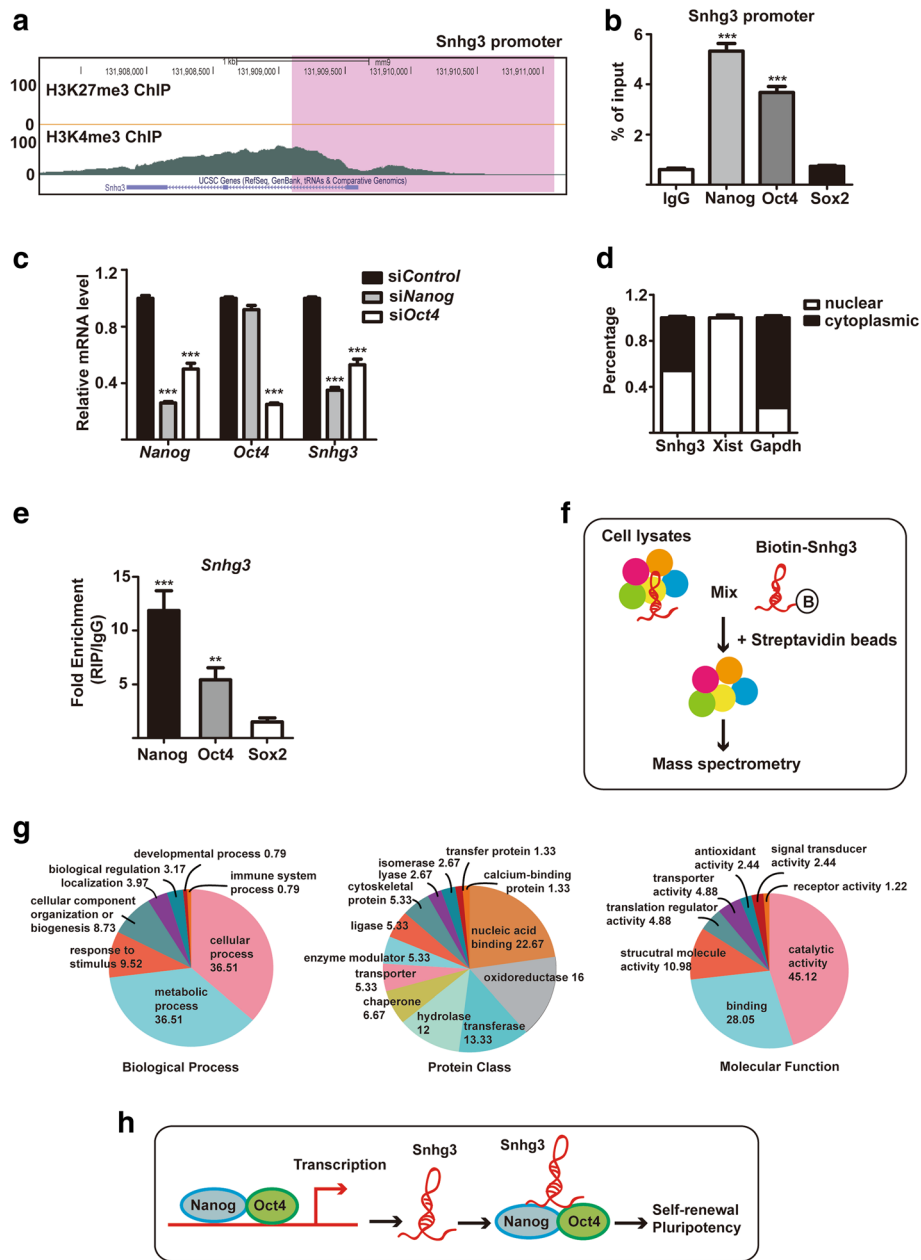 a
Snhg3 promoter
1 kb
mm9
131,908,000
131,908,500
131,909,000
131,909,500
131,910,000
131,910,500
131,911,000
100
H3K27me3 ChIP
0
H3K4me3 ChIP
100
0
UCSC Genes (RefSeq, GenBank, tRNAs & Comparative Genomics)
Snhg3
b
Snhg3 promoter
% of input
6
4
2
0
***
***
IgG
Nanog
Oct4
Sox2
c
Relative mRNA level
1.2
0.8
0.4
siControl
siNanog
siOct4
***
***
***
***
***
Nanog
Oct4
Snhg3
d
Percentage
1.2
0.8
0.4
nuclear
cytoplasmic
Snhg3
Xist
Gapdh
e
Snhg3
Fold Enrichment
(RIP/IgG)
15
10
5
***
**
Nanog
Oct4
Sox2
f
Cell lysates
Biotin-Snhg3
Mix
B
+ Streptavidin beads
Mass spectrometry
g
developmental process 0.79
biological regulation 3.17
localization 3.97
immune system
process 0.79
cellular component
organization or
biogenesis 8.73
response to
stimulus 9.52
cellular
process
36.51
metabolic
process
36.51
Biological Process
transfer protein 1.33
isomerase 2.67
lyase 2.67
calcium-binding
protein 1.33
cytoskeletal
protein 5.33
ligase 5.33
nucleic acid
binding 22.67
enzyme modulator 5.33
oxidoreductase 16
transporter
5.33
chaperone
6.67
hydrolase
12
transferase
13.33
Protein Class
antioxidant
activity 2.44
signal transducer
activity 2.44
transporter
activity 4.88
receptor activity 1.22
translation regulator
activity 4.88
strucutral molecule
activity 10.98
catalytic
activity
45.12
binding
28.05
Molecular Function
h
Transcription
Snhg3
Snhg3
Nanog
Oct4
Nanog
Oct4
Self-renewal
Pluripotency